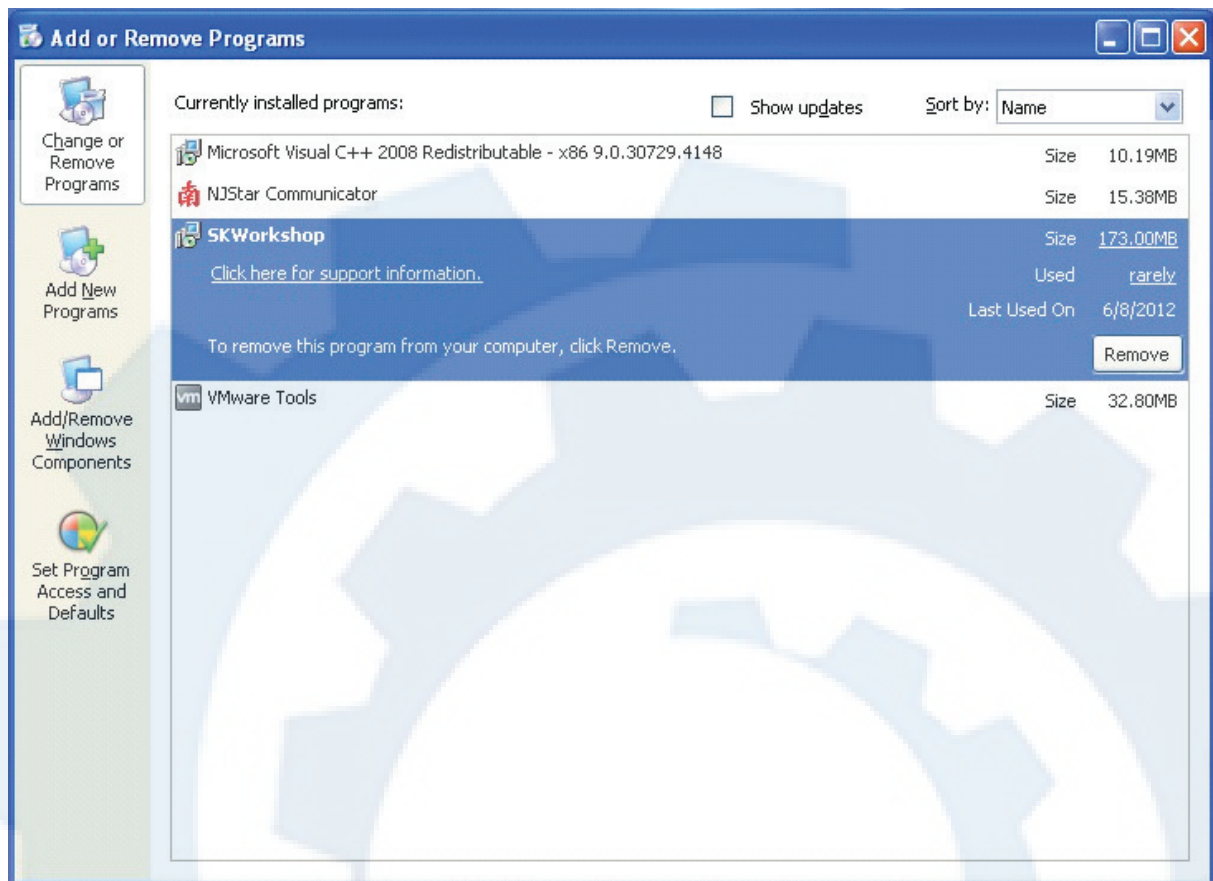 Add or Remove Programs
Change or
Remove
Programs
Add New
Programs
Add/Remove
Windows
Components
Set Program
Access and
Defaults
Currently installed programs:
Show updates
Sort by: Name
Microsoft Visual C++ 2008 Redistributable - x86 9.0.30729.4148 Size 10.19MB
南 NJStar Communicator Size 15.38MB
SKWorkshop Size 173.00MB
Click here for support information. Used rarely
Last Used On 6/8/2012
To remove this program from your computer, click Remove. Remove
vm VMware Tools Size 32.80MB